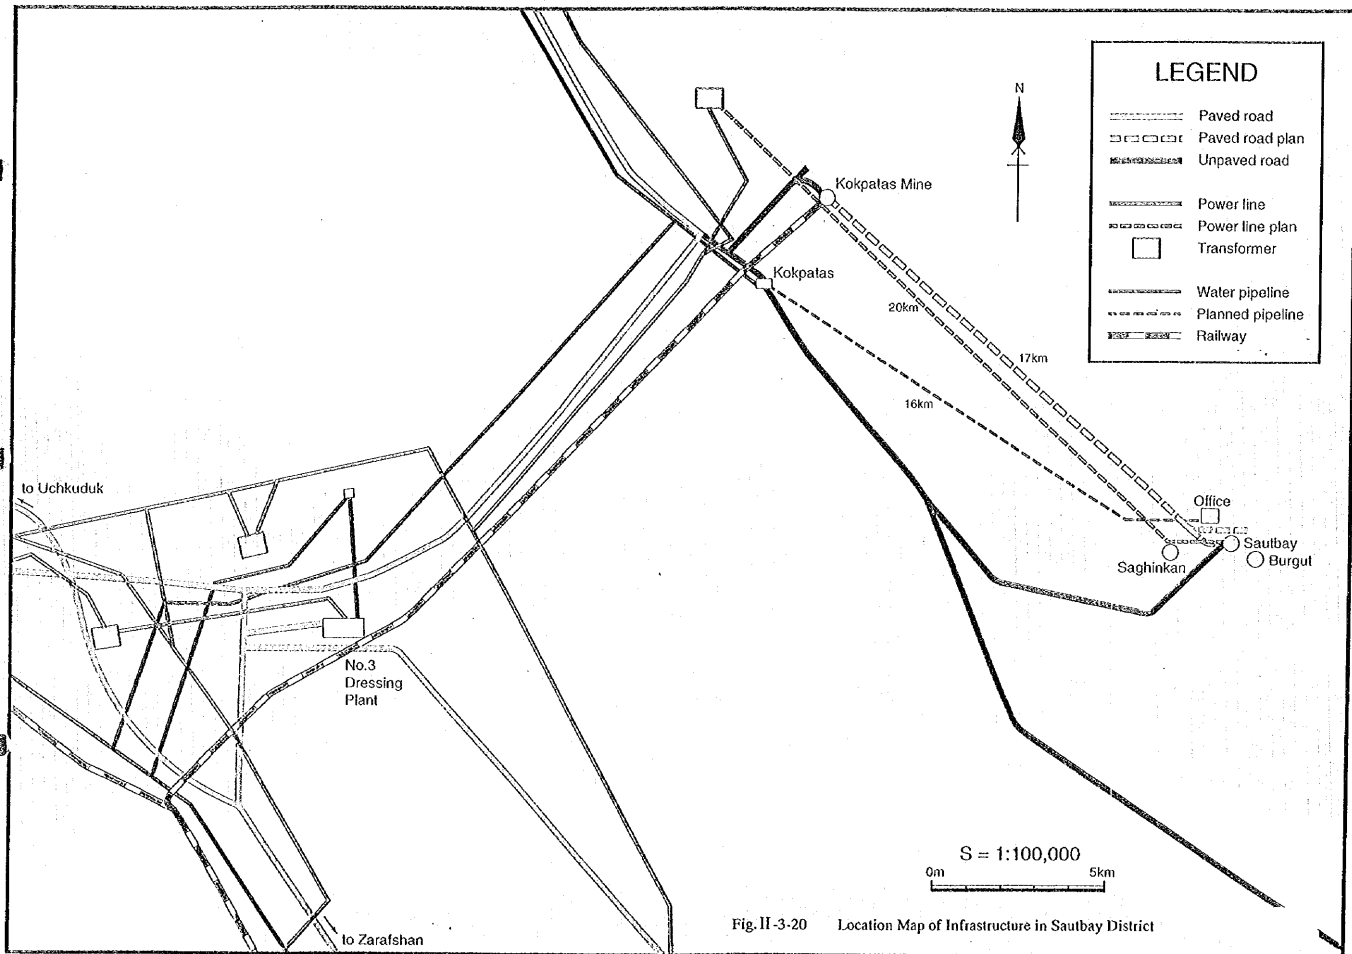 LEGEND
Paved road
Paved road plan
Unpaved road
Power line
Power line plan
Transformer
Water pipeline
Planned pipeline
Railway
N
Kokpatas Mine
Kokpatas
20km
17km
16km
to Uchkuduk
Office
Sautbay
Saghinkan
Burgut
No.3
Dressing
Plant
S = 1:100,000
0m 5km
to Zarafshan
Fig. II-3-20 Location Map of Infrastructure in Sautbay District